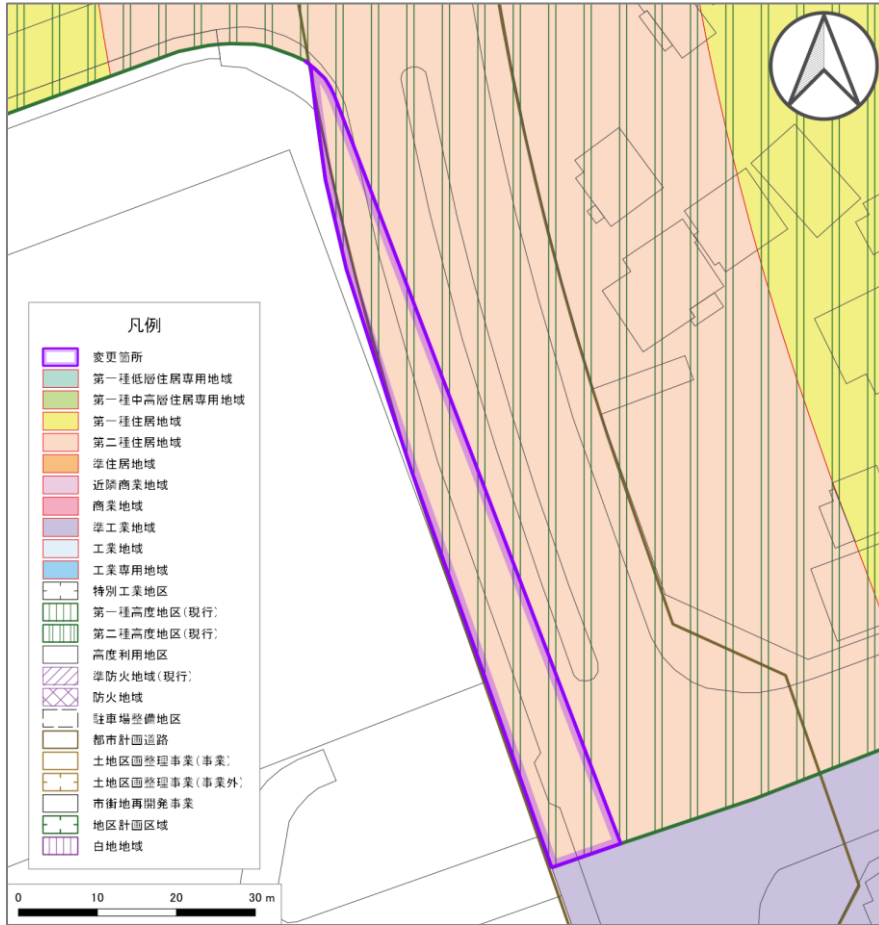 凡例
変更箇所
第一種低層住居専用地域
第一種中高層住居専用地域
第一種住居地域
第二種住居地域
準住居地域
近隣商業地域
商業地域
準工業地域
工業地域
工業専用地域
特別工業地区
第一種高度地区(現行)
第二種高度地区(現行)
高度利用地区
準防火地域(現行)
防火地域
駐車場整備地区
都市計画道路
土地区画整理事業(事業)
土地区画整理事業(事業外)
市街地再開発事業
地区計画区域
白地地域
0 10 20 30 m